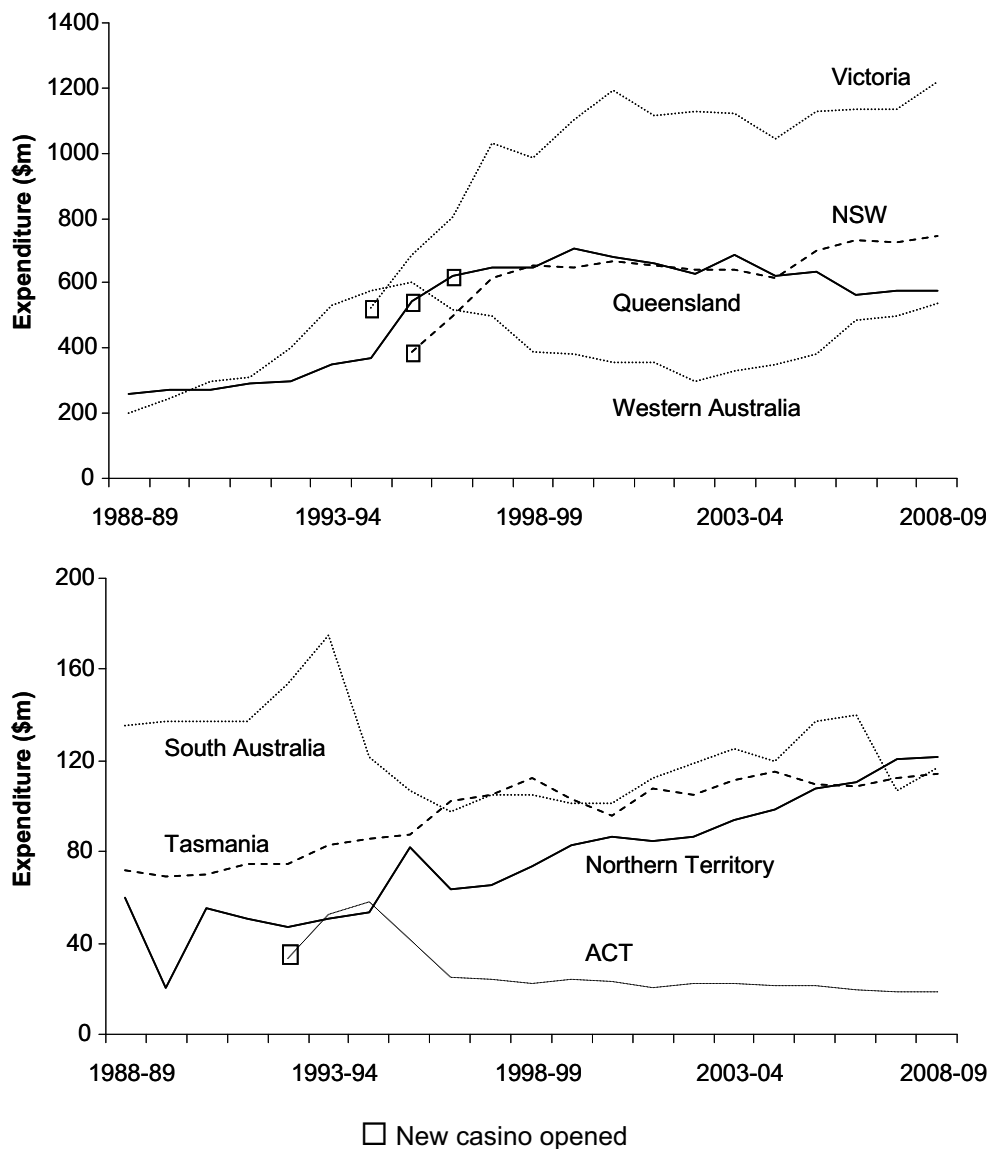 1400
1200
1000
800
600
400
200
0
Expenditure ($m)
Victoria
NSW
Queensland
Western Australia
1988-89 1993-94 1998-99 2003-04 2008-09
200
160
120
80
40
0
Expenditure ($m)
South Australia
Tasmania
Northern Territory
ACT
1988-89 1993-94 1998-99 2003-04 2008-09
New casino opened